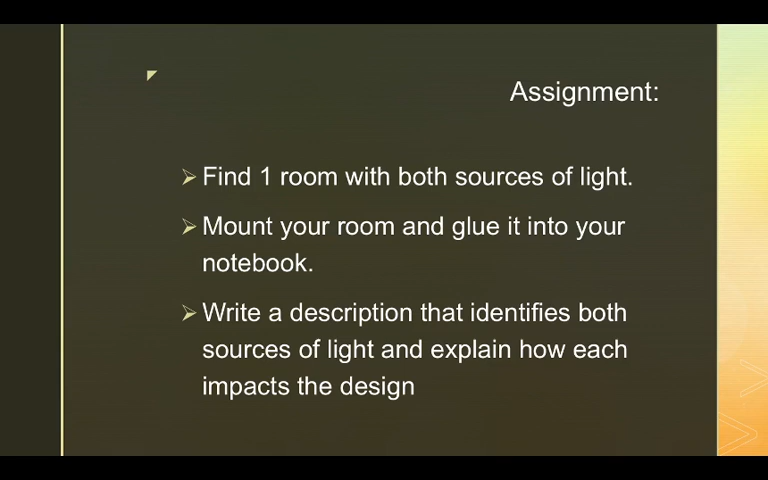 Assignment:
Find 1 room with both sources of light.
Mount your room and glue it into your
notebook.
Write a description that identifies both
sources of light and explain how each
impacts the design